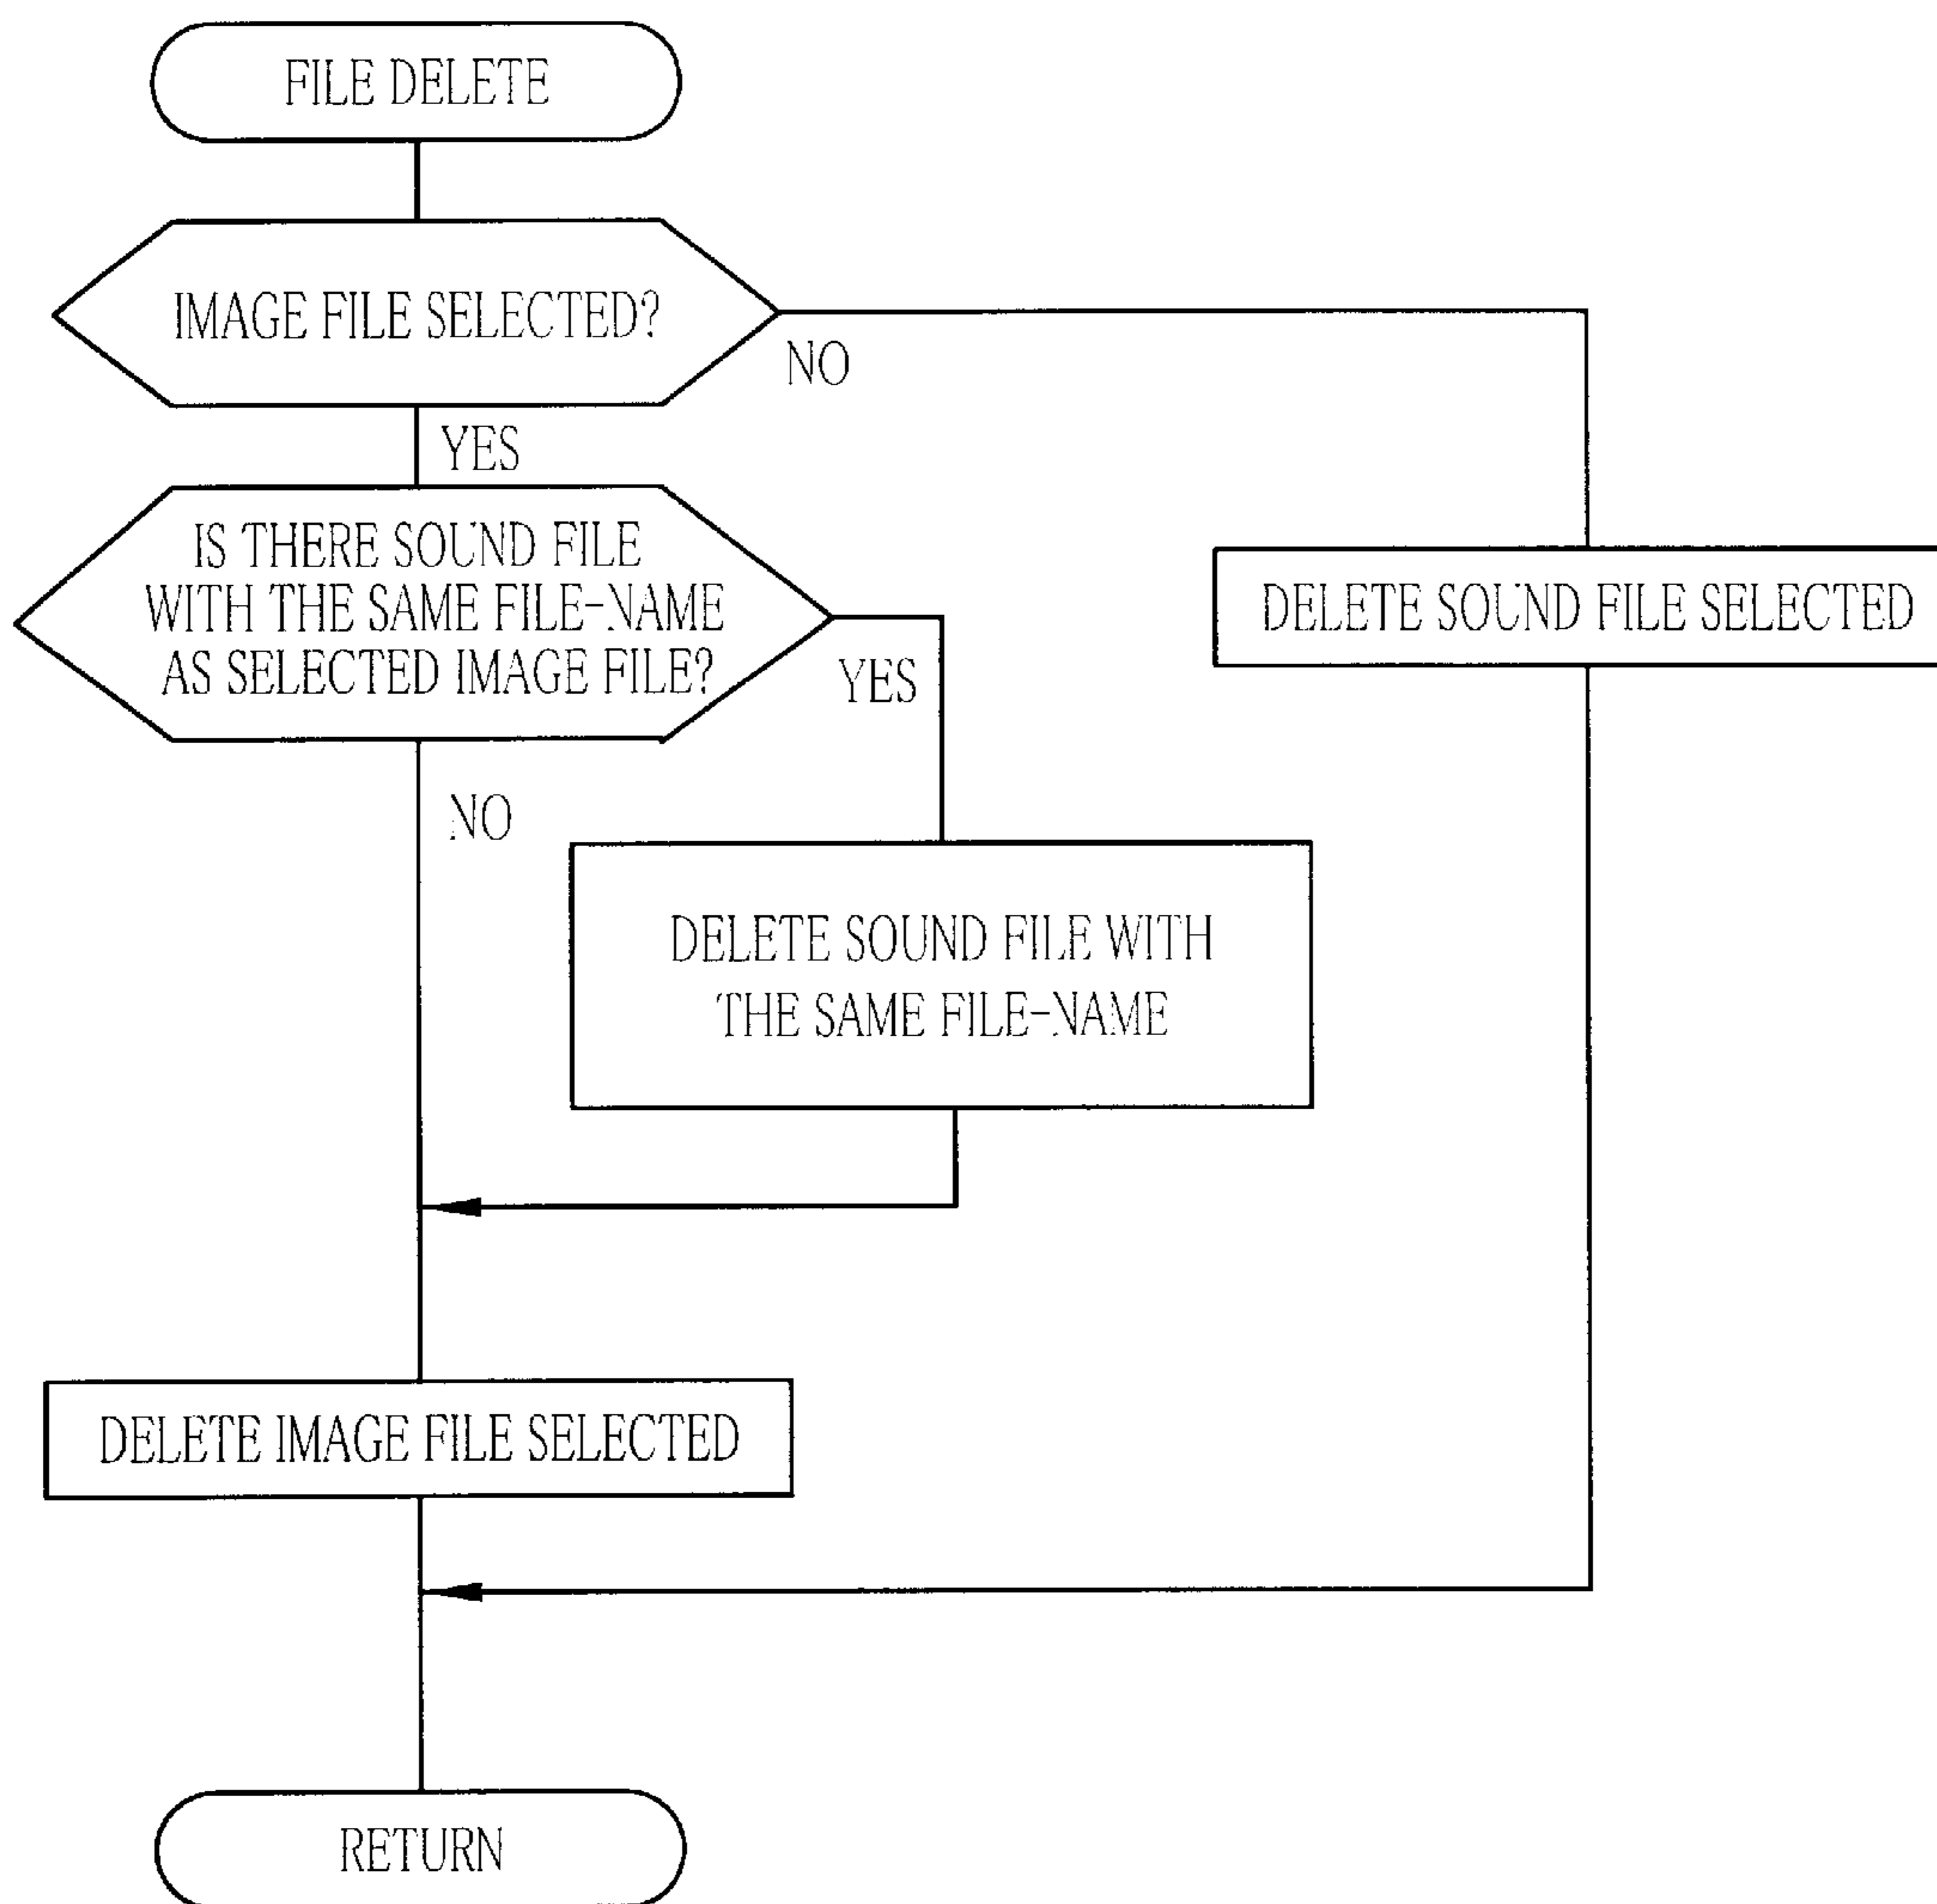 FILE DELETE
IMAGE FILE SELECTED?
NO
YES
IS THERE SOUND FILE
WITH THE SAME FILE-NAME
AS SELECTED IMAGE FILE?
YES
DELETE SOUND FILE SELECTED
NO
DELETE SOUND FILE WITH
THE SAME FILE-NAME
DELETE IMAGE FILE SELECTED
RETURN